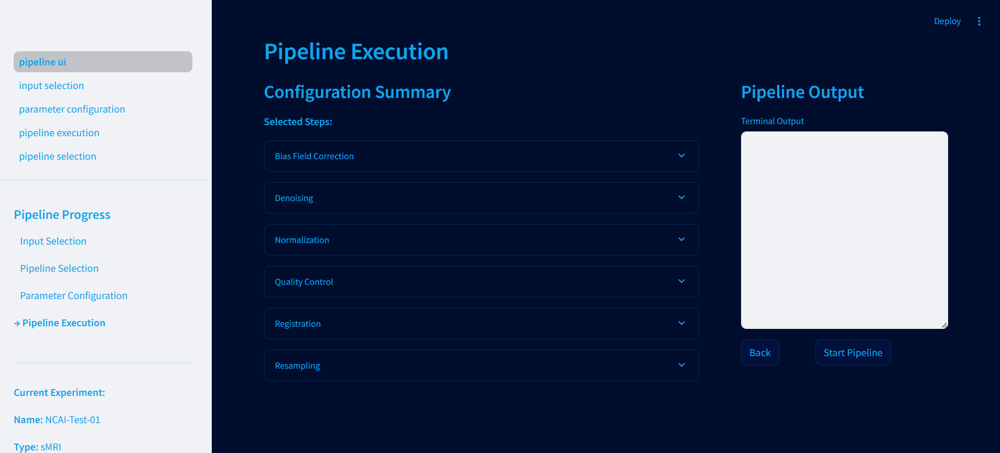 pipeline ui
input selection
parameter configuration
pipeline execution
pipeline selection
Pipeline Progress
Input Selection
Pipeline Selection
Parameter Configuration
→ Pipeline Execution
Current Experiment:
Name: NCAI-Test-01
Type: sMRI
Deploy
Pipeline Execution
Configuration Summary
Selected Steps:
Bias Field Correction
Denoising
Normalization
Quality Control
Registration
Resampling
Pipeline Output
Terminal Output
Back
Start Pipeline